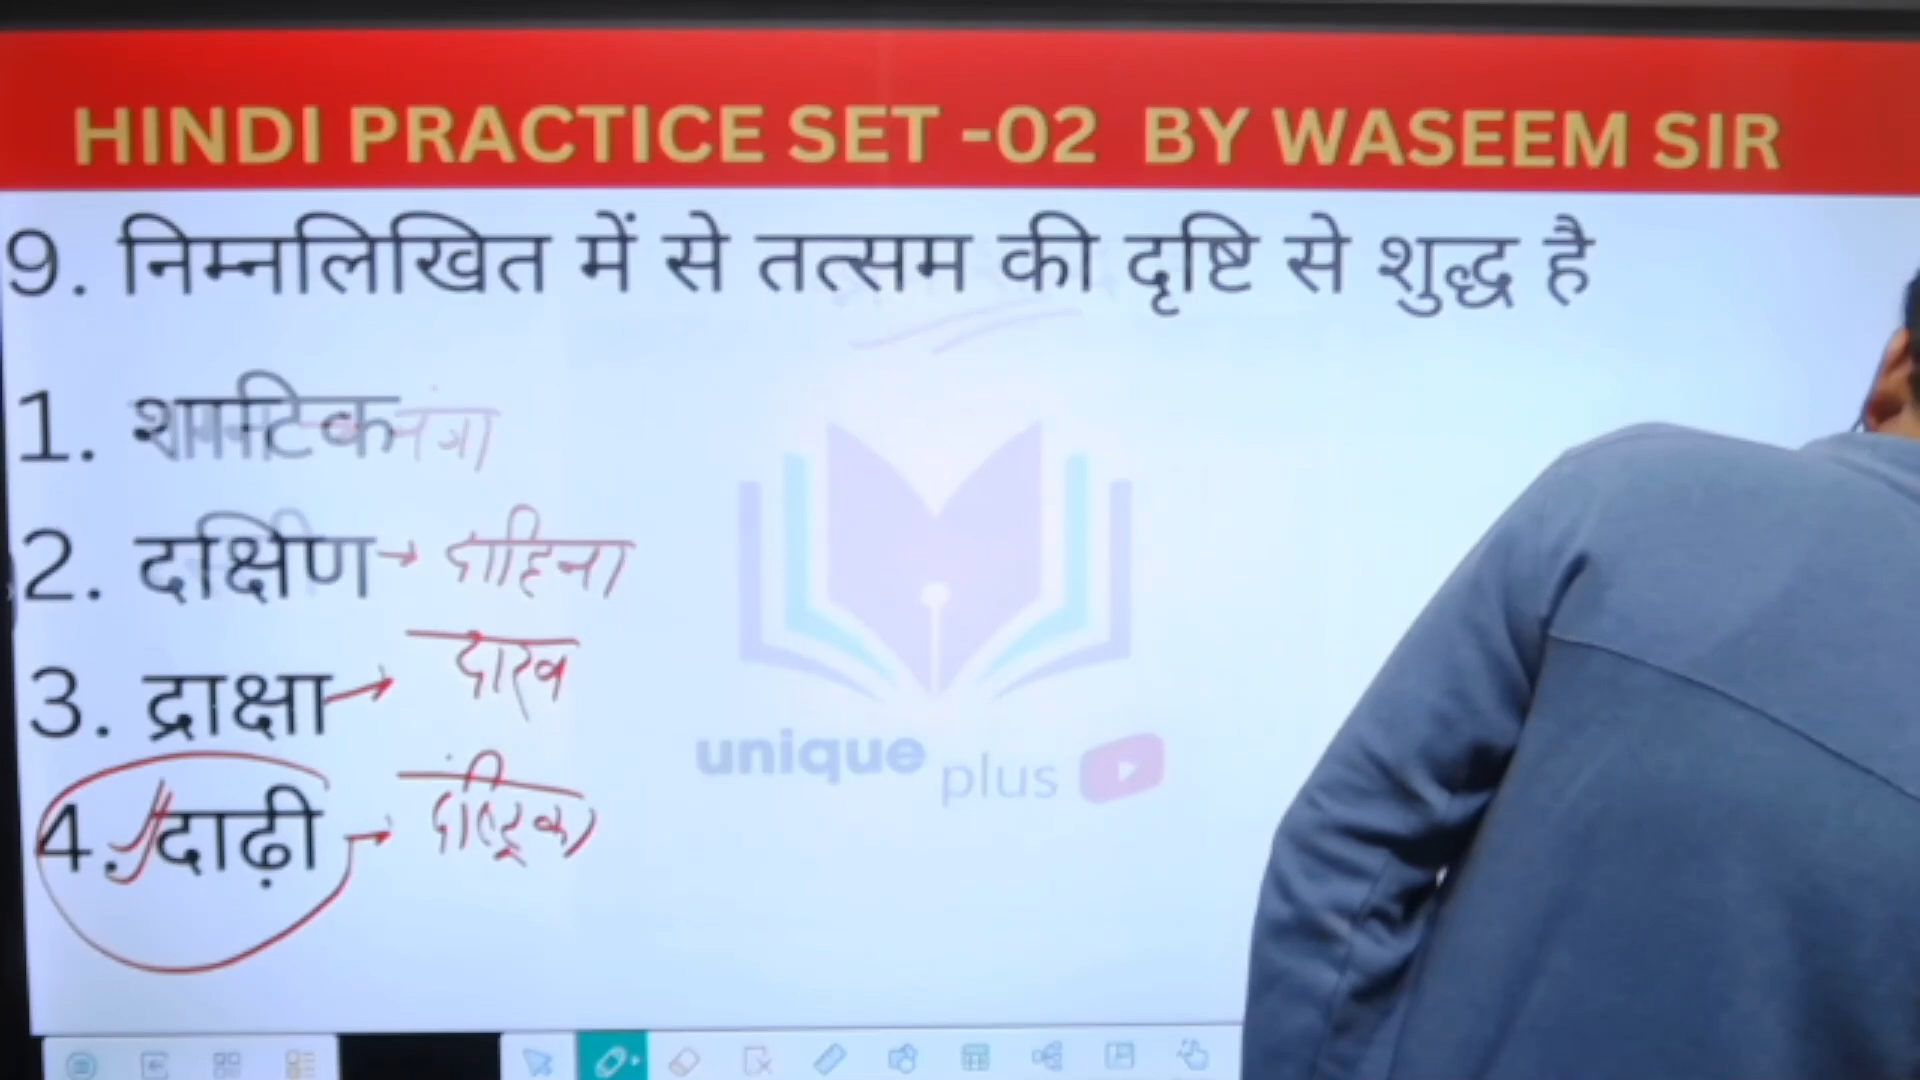 HINDI PRACTICE SET -02 BY WASEEM SIR
9. निम्नलिखित में से तत्सम की दृष्टि से शुद्ध है
1. शाटिक
2. दक्षिण → दाहिना
3. द्राक्षा → दाख
4. दाढ़ी →
unique plus